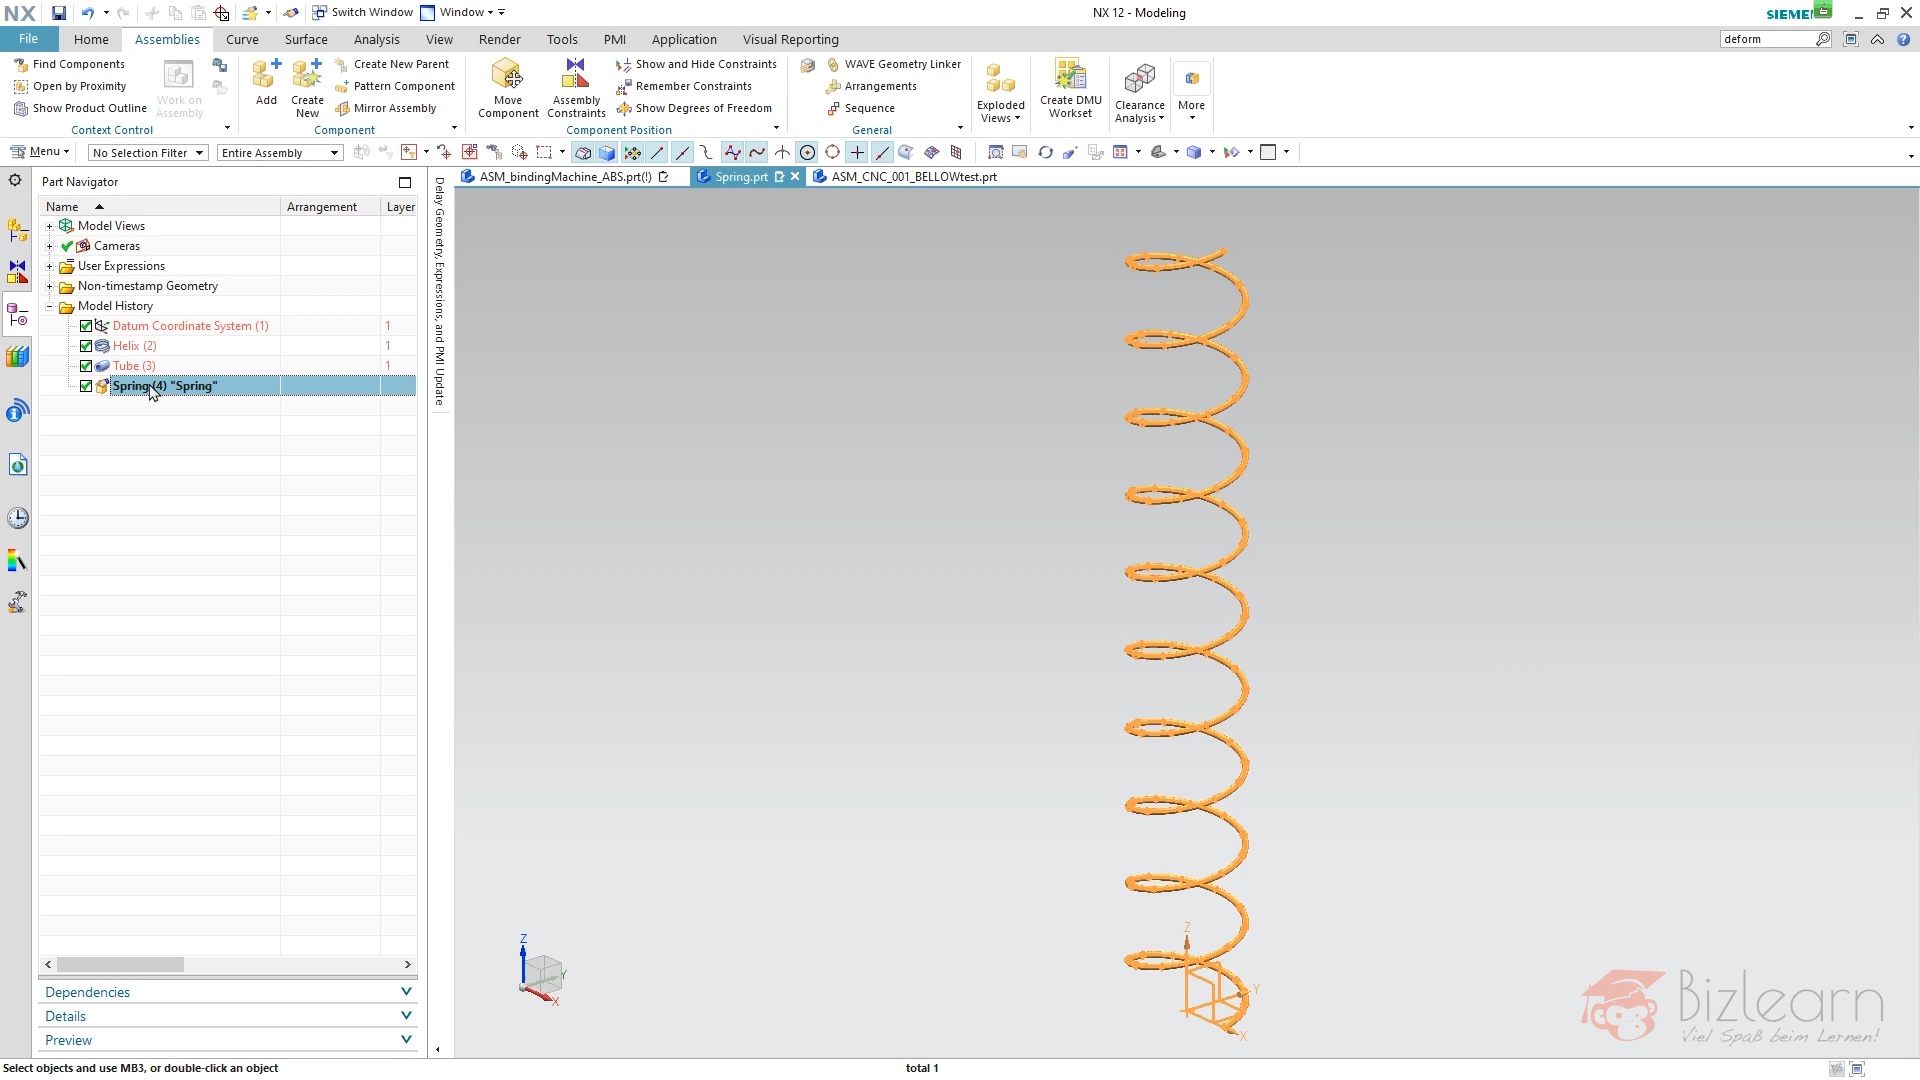 NX
Switch Window
Window
NX 12 - Modeling
SIEME
File
Home
Assemblies
Curve
Surface
Analysis
View
Render
Tools
PMI
Application
Visual Reporting
deform
Find Components
Open by Proximity
Show Product Outline
Work on Assembly
Context Control
Add
Create New
Create New Parent
Pattern Component
Mirror Assembly
Component
Move Component
Assembly Constraints
Show and Hide Constraints
Remember Constraints
Show Degrees of Freedom
Component Position
WAVE Geometry Linker
Arrangements
Sequence
General
Exploded Views
Create DMU Workset
Clearance Analysis
More
Menu
No Selection Filter
Entire Assembly
Part Navigator
Delay Geometry, Expressions, and PMI Update
ASM_bindingMachine_ABS.prt(!)
Spring.prt
ASM_CNC_001_BELLOWtest.prt
Name
Arrangement
Layer
Model Views
Cameras
User Expressions
Non-timestamp Geometry
Model History
Datum Coordinate System (1) 1
Helix (2) 1
Tube (3) 1
Spring (4) "Spring"
Z
Y
X
Z
Y
X
Dependencies
Details
Preview
Bizlearn
Viel Spaß beim Lernen!
Select objects and use MB3, or double-click an object
total 1